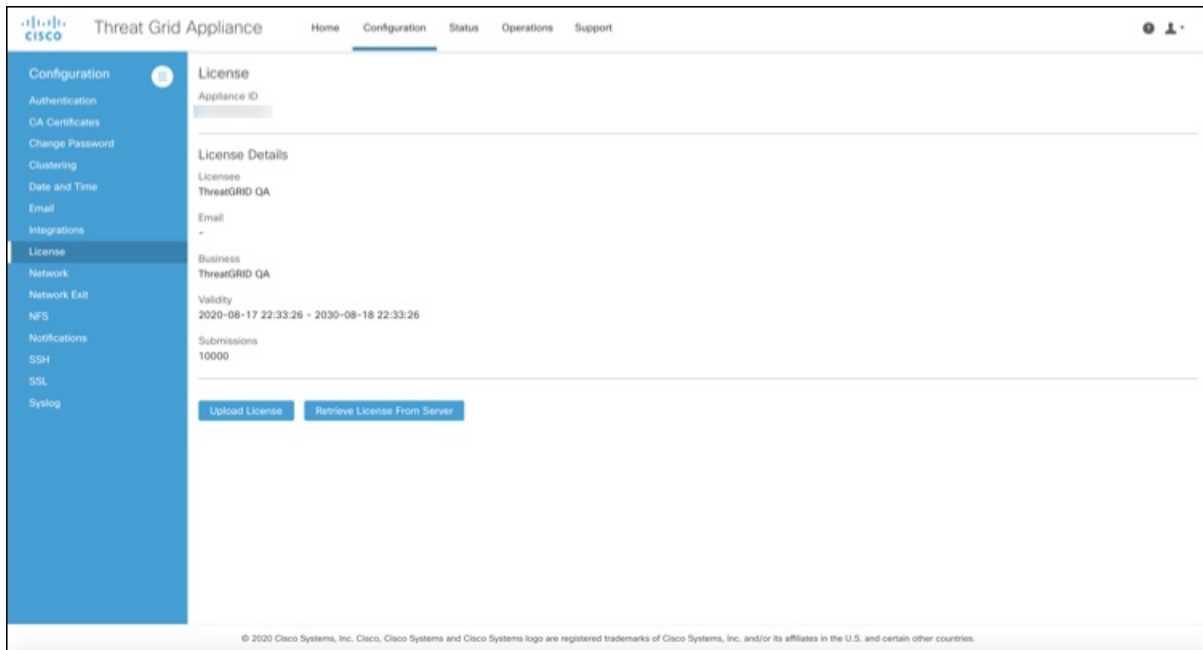 CISCO
Threat Grid Appliance
Home
Configuration
Status
Operations
Support
Configuration
Authentication
CA Certificates
Change Password
Clustering
Date and Time
Email
Integrations
License
Network
Network Exit
NFS
Notifications
SSH
SSL
Syslog
License
Appliance ID
License Details
Licensee
ThreatGRID QA
Email
-
Business
ThreatGRID QA
Validity
2020-08-17 22:33:26 - 2030-08-18 22:33:26
Submissions
10000
Upload License
Retrieve License From Server
© 2020 Cisco Systems, Inc. Cisco, Cisco Systems and Cisco Systems logo are registered trademarks of Cisco Systems, Inc. and/or its affiliates in the U.S. and certain other countries.